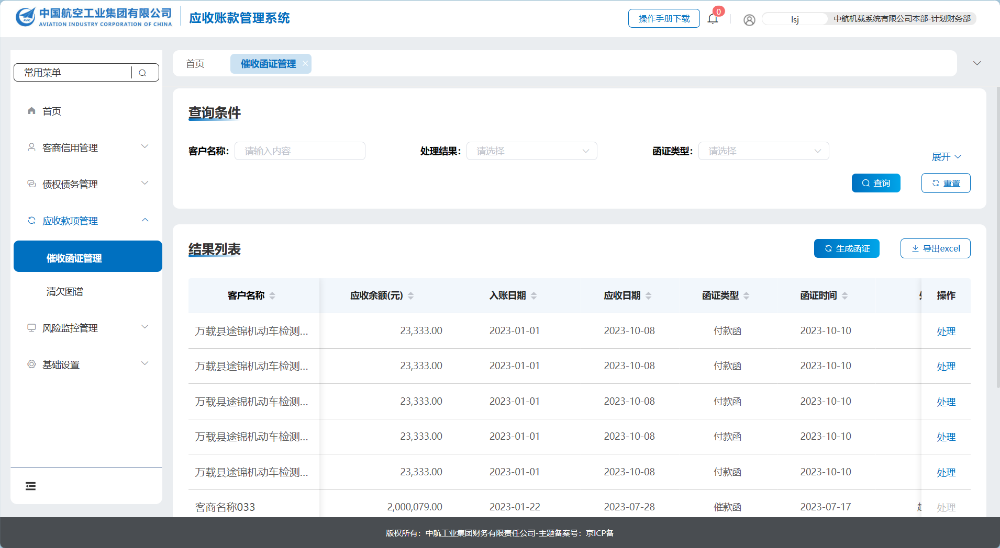 中国航空工业集团有限公司
AVIATION INDUSTRY CORPORATION OF CHINA
AVIC
应收账款管理系统
操作手册下载
0
lsj
中航机载系统有限公司本部-计划财务部
常用菜单
首页
客商信用管理
债权债务管理
应收款项管理
催收函证管理
清欠图谱
风险监控管理
基础设置
首页 催收函证管理
查询条件
客户名称： 请输入内容 处理结果： 请选择 函证类型： 请选择
展开
查询 重置
结果列表
生成函证 导出excel
客户名称 应收余额(元) 入账日期 应收日期 函证类型 函证时间 操作
万载县途锦机动车检测... 23,333.00 2023-01-01 2023-10-08 付款函 2023-10-10 处理
万载县途锦机动车检测... 23,333.00 2023-01-01 2023-10-08 付款函 2023-10-10 处理
万载县途锦机动车检测... 23,333.00 2023-01-01 2023-10-08 付款函 2023-10-10 处理
万载县途锦机动车检测... 23,333.00 2023-01-01 2023-10-08 付款函 2023-10-10 处理
万载县途锦机动车检测... 23,333.00 2023-01-01 2023-10-08 付款函 2023-10-10 处理
客商名称033 2,000,079.00 2023-01-22 2023-07-28 催款函 2023-07-17 处理
版权所有：中航工业集团财务有限责任公司-主题备案号：京ICP备